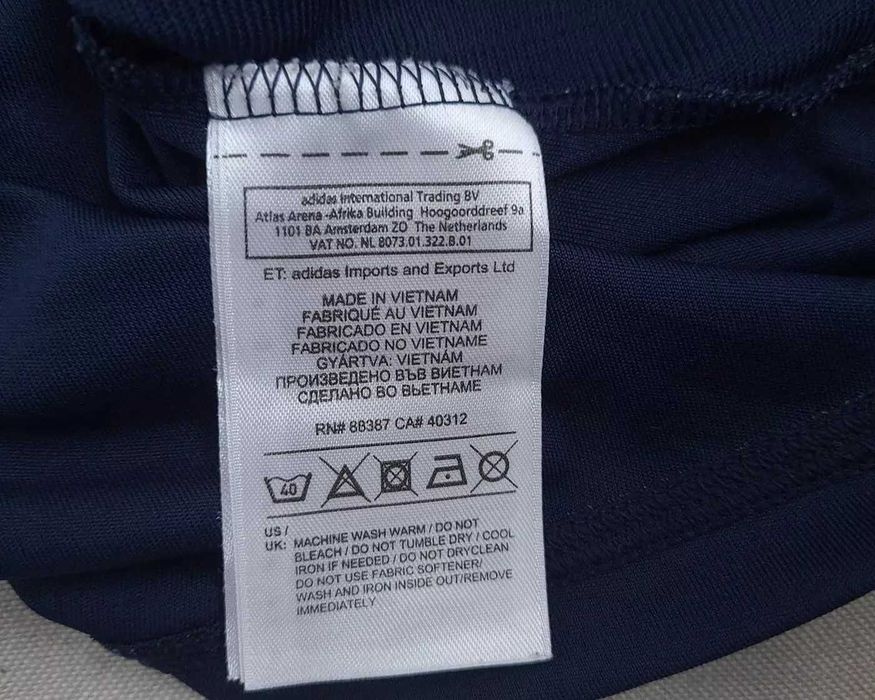 adidas International Trading BV
Atlas Arena -Afrika Building Hoogoorddreef 9a
1101 BA Amsterdam ZO The Netherlands
VAT NO. NL 8073.01.322.B.01
ET: adidas Imports and Exports Ltd
MADE IN VIETNAM
FABRIQUÉ AU VIETNAM
FABRICADO EN VIETNAM
FABRICADO NO VIETNAME
GYÁRTVA: VIETNÁM
ПРОИЗВЕДЕНО ВЪВ ВИЕТНАМ
СДЕЛАНО ВО ВЬЕТНАМЕ
RN# 88387 CA# 40312
40
US /
UK: MACHINE WASH WARM / DO NOT
BLEACH / DO NOT TUMBLE DRY / COOL
IRON IF NEEDED / DO NOT DRYCLEAN
DO NOT USE FABRIC SOFTENER/
WASH AND IRON INSIDE OUT/REMOVE
IMMEDIATELY